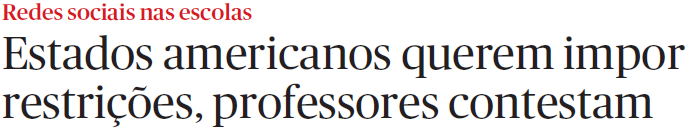 Redes sociais nas escolas
Estados americanos querem impor
restrições, professores contestam